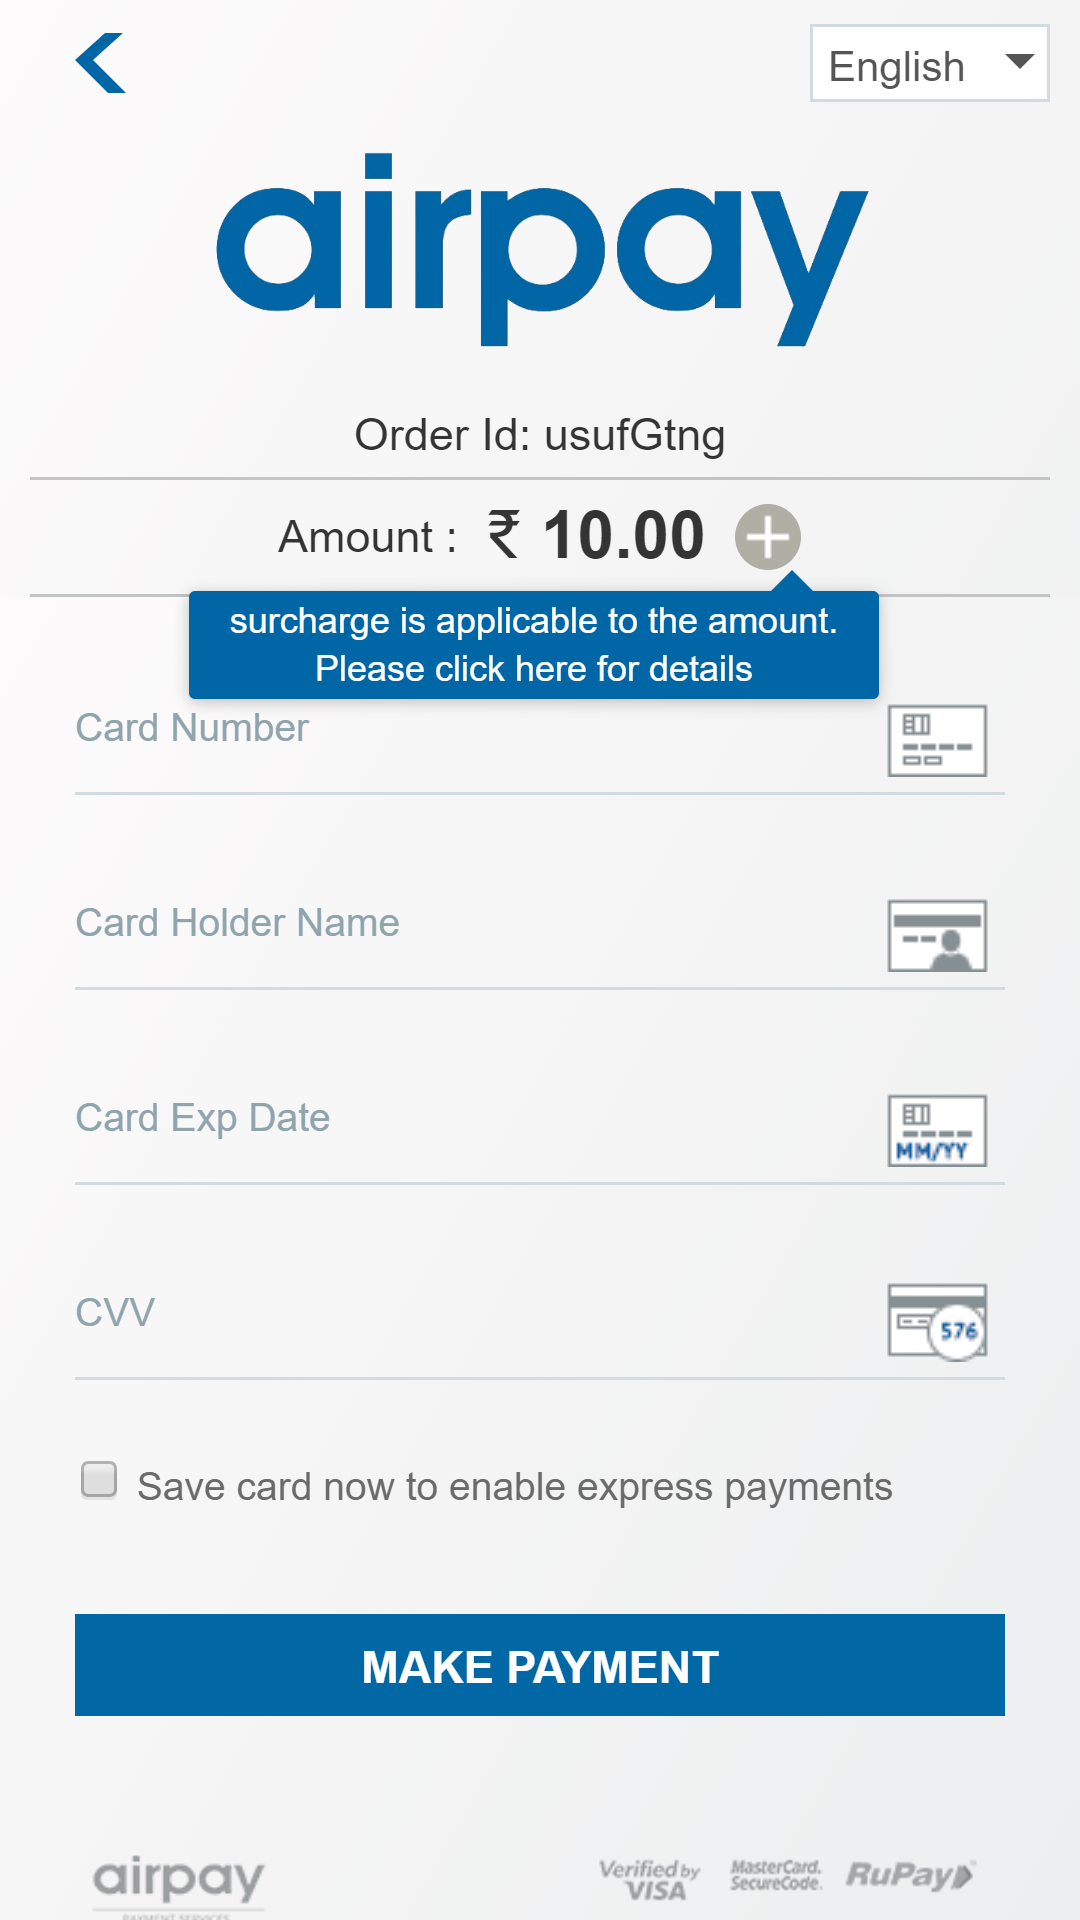 English
airpay
Order Id: usufGtng
Amount : ₹ 10.00
surcharge is applicable to the amount.
Please click here for details
Card Number
Card Holder Name
Card Exp Date
MM/YY
CVV
576
Save card now to enable express payments
MAKE PAYMENT
airpay
PAYMENT SERVICES
Verified by VISA
MasterCard. SecureCode.
RuPay